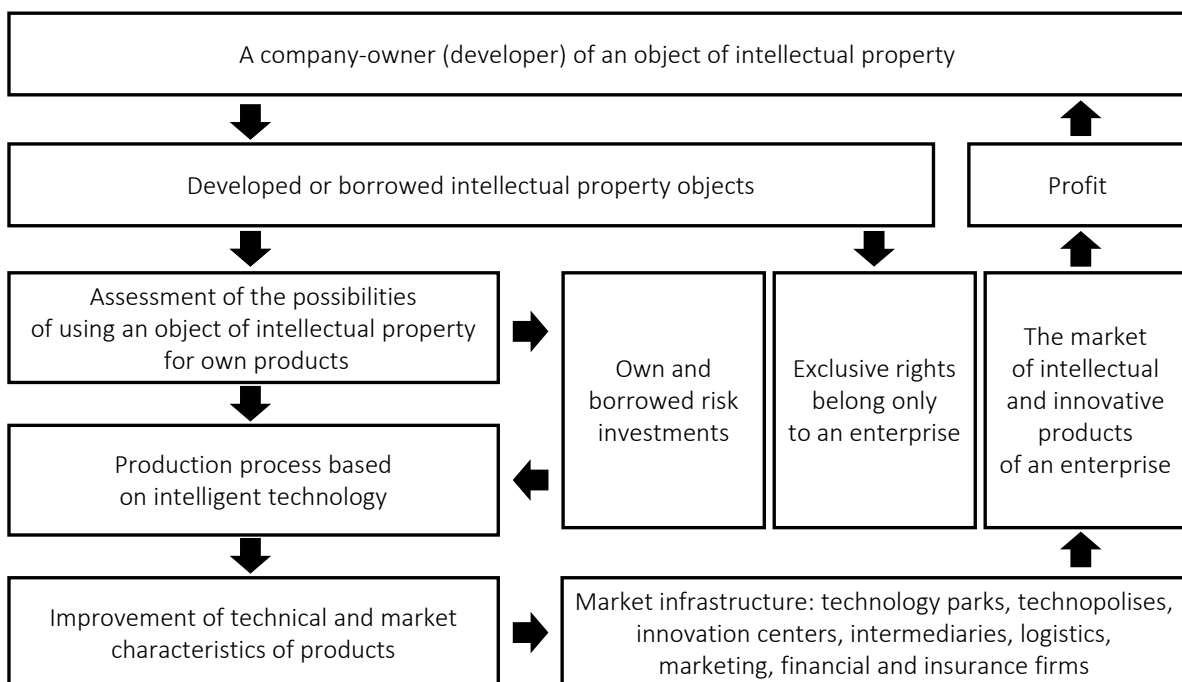 A company-owner (developer) of an object of intellectual property
Developed or borrowed intellectual property objects
Profit
Assessment of the possibilities
of using an object of intellectual property
for own products
Own and
borrowed risk
investments
Exclusive rights
belong only
to an enterprise
The market
of intellectual
and innovative
products
of an enterprise
Production process based
on intelligent technology
Improvement of technical and market
characteristics of products
Market infrastructure: technology parks, technopolises,
innovation centers, intermediaries, logistics,
marketing, financial and insurance firms